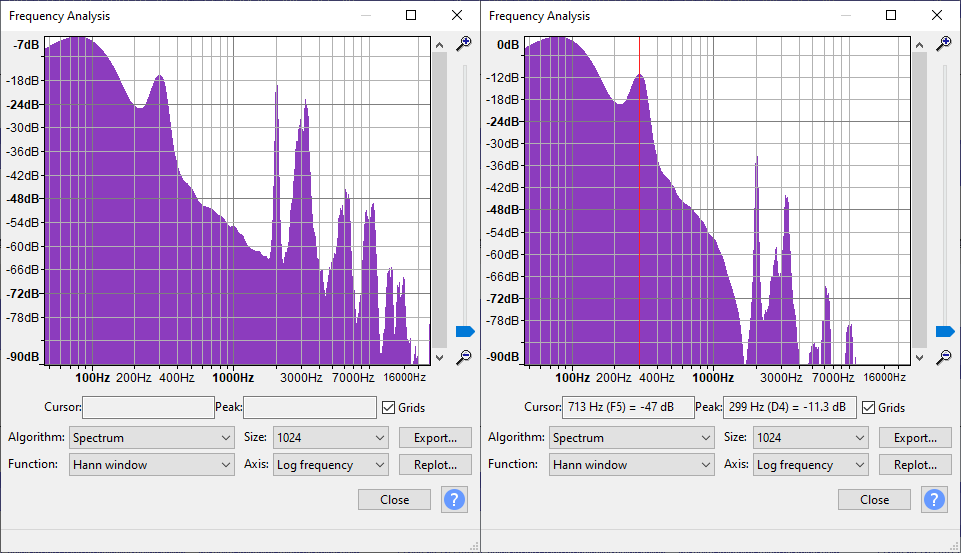 Frequency Analysis
-7dB
-18dB
-24dB
-30dB
-36dB
-42dB
-48dB
-54dB
-60dB
-66dB
-72dB
-78dB
-90dB
100Hz 200Hz 400Hz 1000Hz 3000Hz 7000Hz 16000Hz
Cursor: Peak: Grids
Algorithm: Spectrum Size: 1024 Export...
Function: Hann window Axis: Log frequency Replot...
Close ?
Frequency Analysis
0dB
-12dB
-18dB
-24dB
-30dB
-36dB
-42dB
-48dB
-54dB
-60dB
-66dB
-72dB
-78dB
-90dB
100Hz 200Hz 400Hz 1000Hz 3000Hz 7000Hz 16000Hz
Cursor: 713 Hz (F5) = -47 dB Peak: 299 Hz (D4) = -11.3 dB Grids
Algorithm: Spectrum Size: 1024 Export...
Function: Hann window Axis: Log frequency Replot...
Close ?